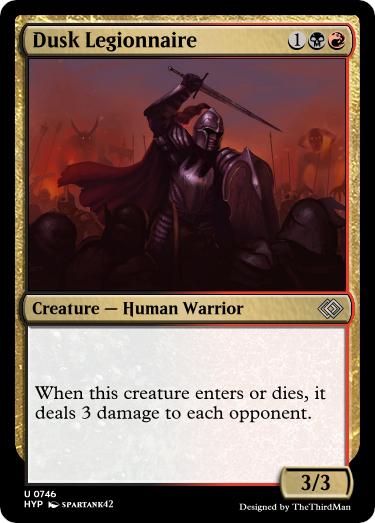 Dusk Legionnaire 1
Creature — Human Warrior
When this creature enters or dies, it
deals 3 damage to each opponent.
3/3
U 0746
HYP SPARTANK42
Designed by TheThirdMan